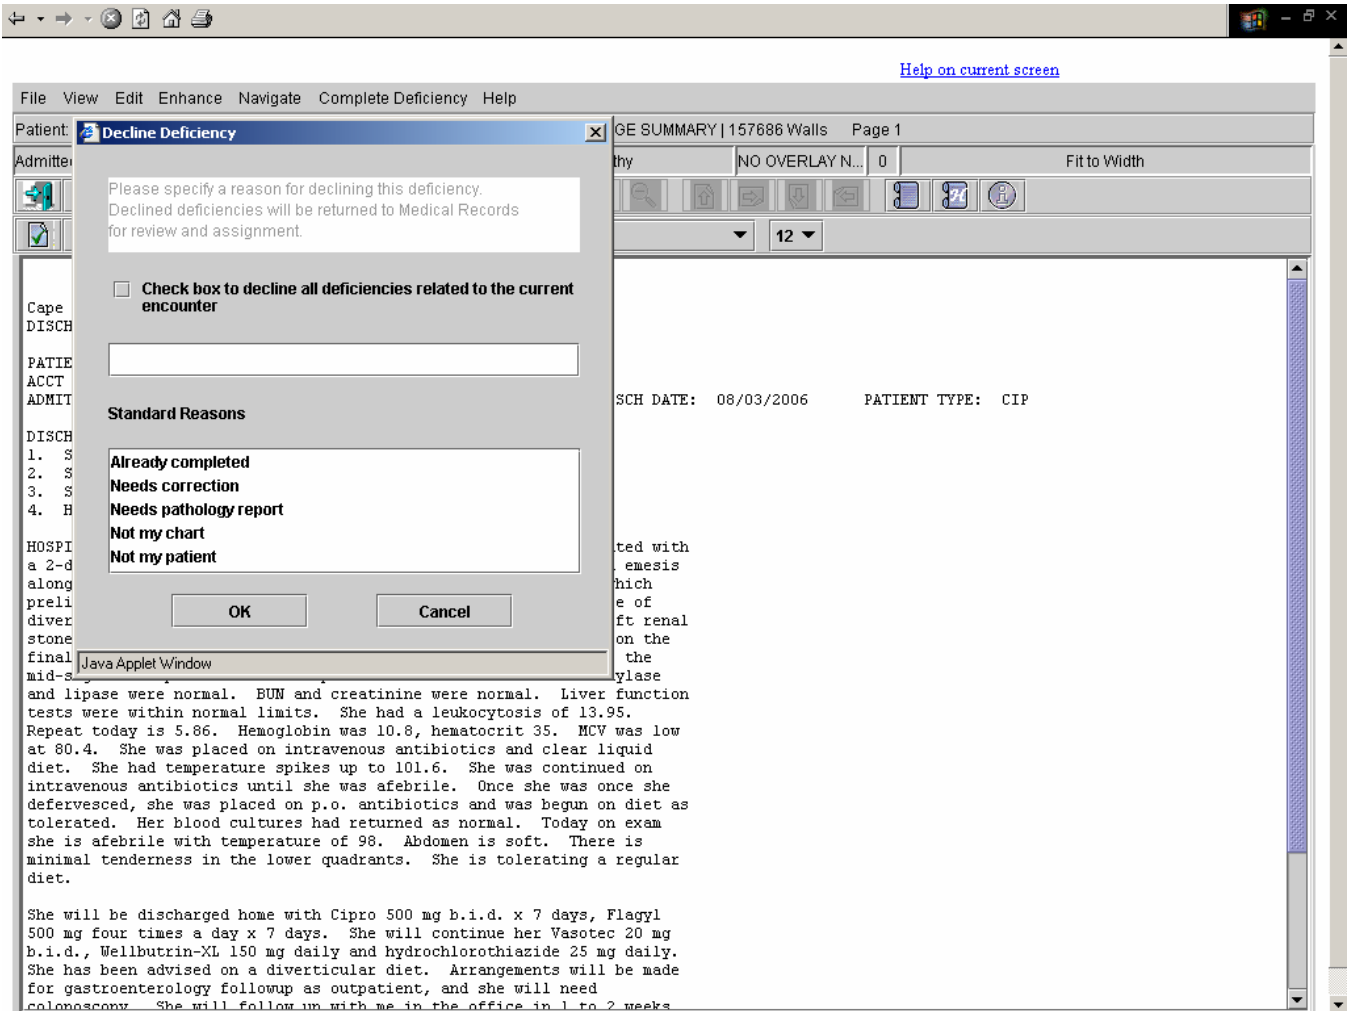 Help on current screen
File View Edit Enhance Navigate Complete Deficiency Help
Patient: GE SUMMARY | 157686 Walls Page 1
Decline Deficiency
NO OVERLAY N... 0 Fit to Width
Please specify a reason for declining this deficiency.
Declined deficiencies will be returned to Medical Records
for review and assignment.
12
Check box to decline all deficiencies related to the current
encounter
Standard Reasons
Already completed
Needs correction
Needs pathology report
Not my chart
Not my patient
OK Cancel
Java Applet Window
Cape
DISCH
PATIE
ACCT
ADMIT SCH DATE: 08/03/2006 PATIENT TYPE: CIP
DISCH
1. S
2. S
3. S
4. H
HOSPI ted with
a 2-d emesis
along hich
preli e of
diver ft renal
stone on the
final the
mid-s ylase
and lipase were normal. BUN and creatinine were normal. Liver function
tests were within normal limits. She had a leukocytosis of 13.95.
Repeat today is 5.86. Hemoglobin was 10.8, hematocrit 35. MCV was low
at 80.4. She was placed on intravenous antibiotics and clear liquid
diet. She had temperature spikes up to 101.6. She was continued on
intravenous antibiotics until she was afebrile. Once she was once she
defervesced, she was placed on p.o. antibiotics and was begun on diet as
tolerated. Her blood cultures had returned as normal. Today on exam
she is afebrile with temperature of 98. Abdomen is soft. There is
minimal tenderness in the lower quadrants. She is tolerating a regular
diet.
She will be discharged home with Cipro 500 mg b.i.d. x 7 days, Flagyl
500 mg four times a day x 7 days. She will continue her Vasotec 20 mg
b.i.d., Wellbutrin-XL 150 mg daily and hydrochlorothiazide 25 mg daily.
She has been advised on a diverticular diet. Arrangements will be made
for gastroenterology followup as outpatient, and she will need
colonoscopy. She will follow up with me in the office in 1 to 2 weeks